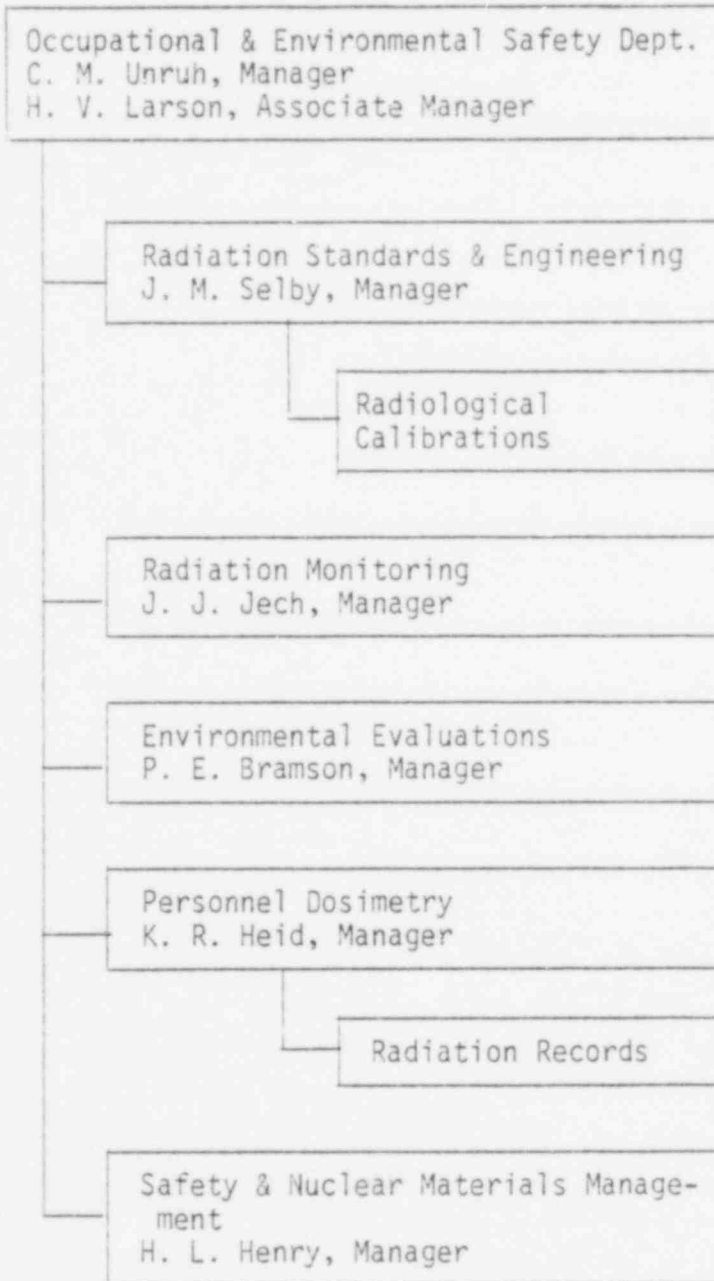 Occupational & Environmental Safety Dept.
C. M. Unruh, Manager
H. V. Larson, Associate Manager
Radiation Standards & Engineering
J. M. Selby, Manager
Radiological
Calibrations
Radiation Monitoring
J. J. Jech, Manager
Environmental Evaluations
P. E. Bramson, Manager
Personnel Dosimetry
K. R. Heid, Manager
Radiation Records
Safety & Nuclear Materials Manage-
ment
H. L. Henry, Manager